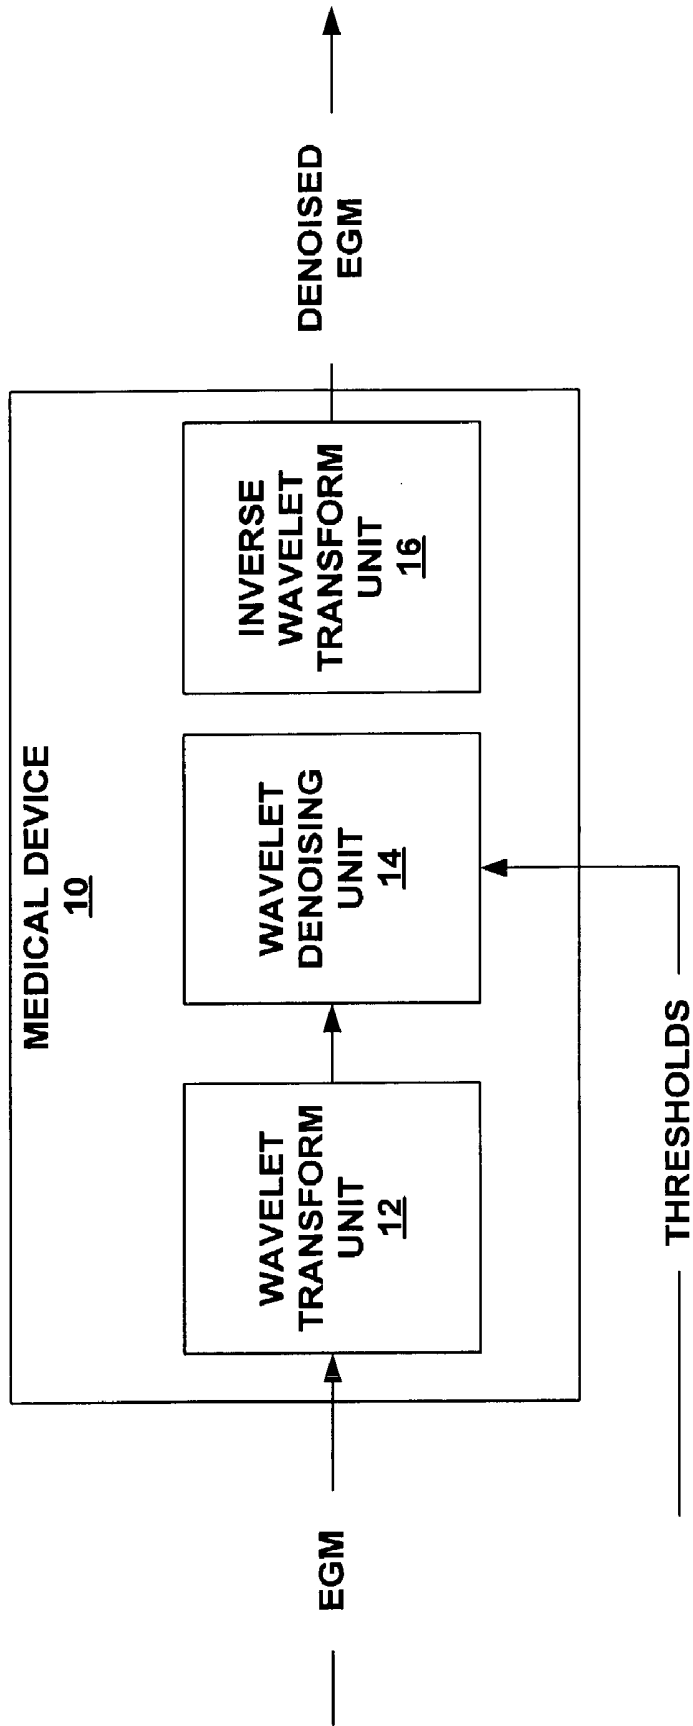 MEDICAL DEVICE
10
EGM
WAVELET
TRANSFORM
UNIT
12
WAVELET
DENOISING
UNIT
14
INVERSE
WAVELET
TRANSFORM
UNIT
16
DENOISED
EGM
THRESHOLDS